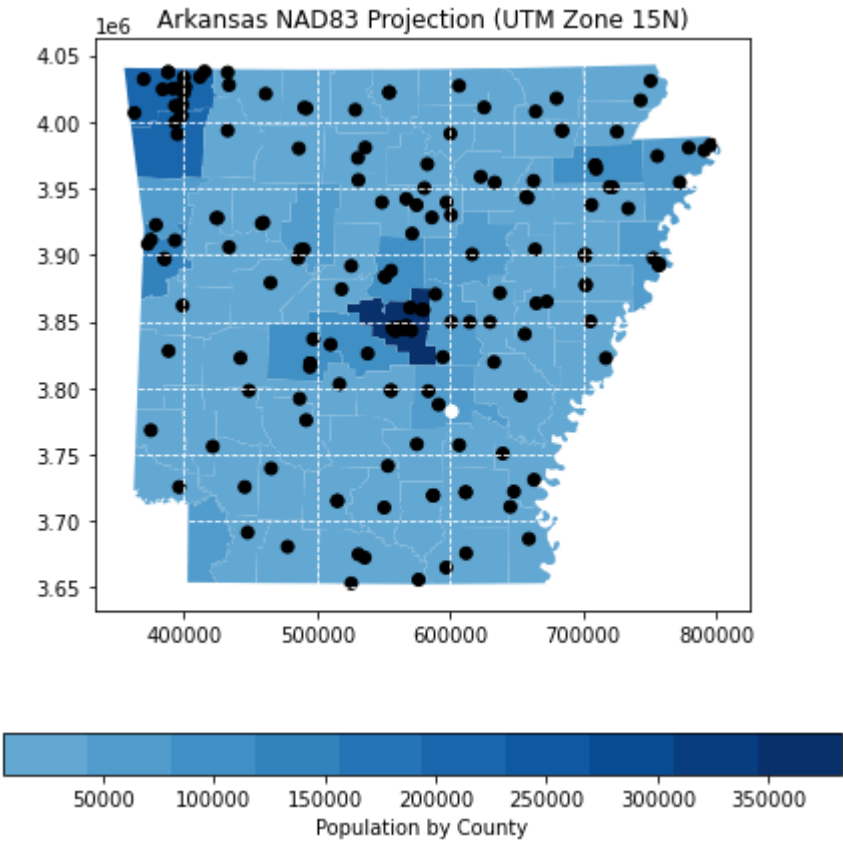 Arkansas NAD83 Projection (UTM Zone 15N)
1e6
4.05
4.00
3.95
3.90
3.85
3.80
3.75
3.70
3.65
400000 500000 600000 700000 800000
50000 100000 150000 200000 250000 300000 350000
Population by County